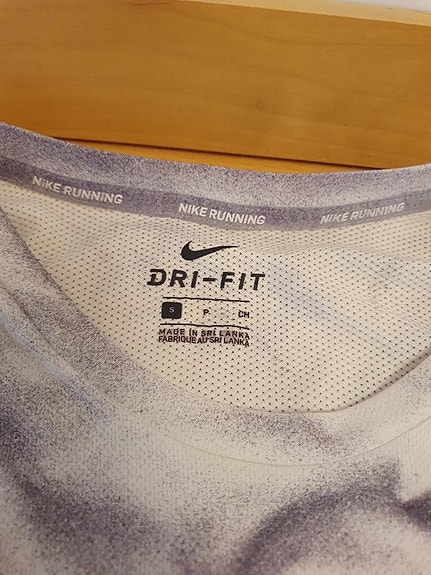 NIKE RUNNING NIKE RUNNING NIKE RUNNING
DRI-FIT
S P CH
MADE IN SRI LANKA
FABRIQUE AU SRI LANKA